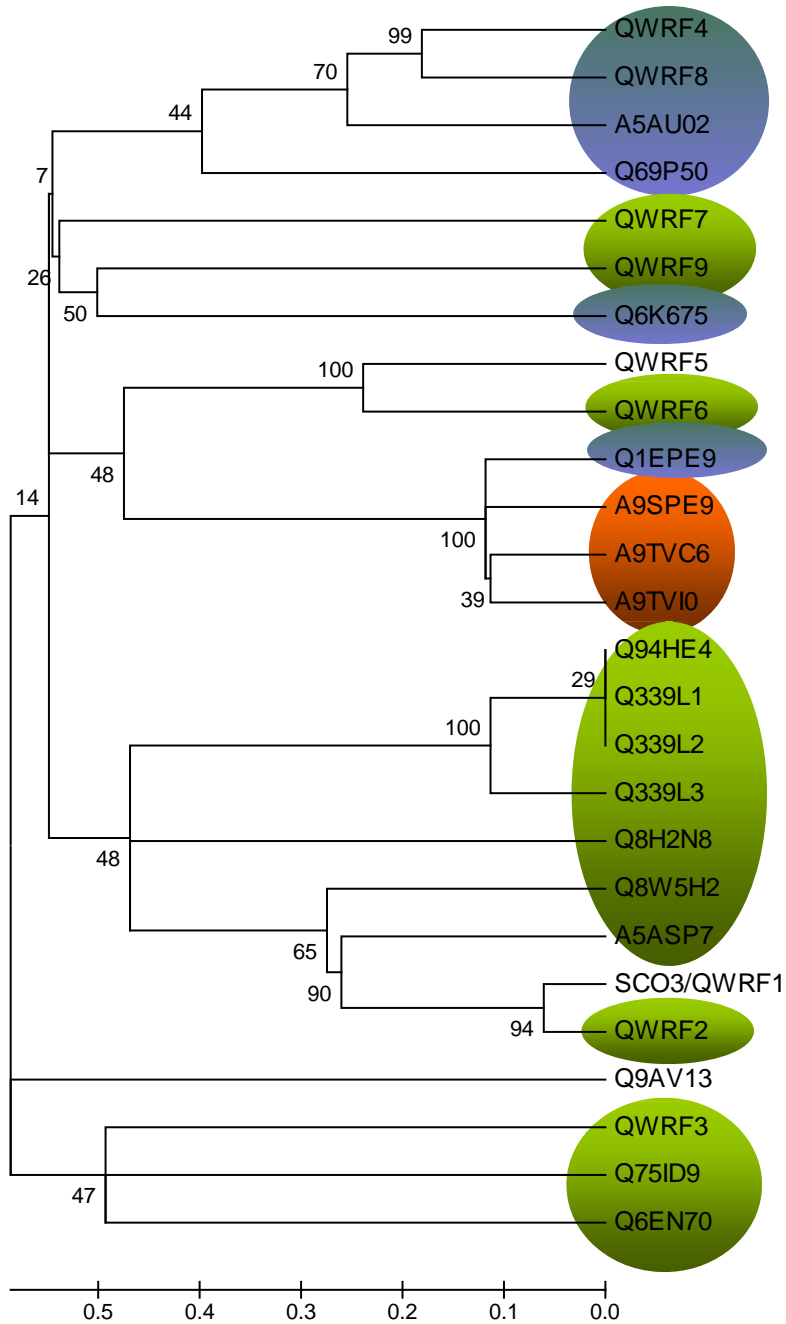 99
QWRF4
70
QWRF8
44
A5AU02
7
Q69P50
QWRF7
26
QWRF9
50
Q6K675
100
QWRF5
QWRF6
48
Q1EPE9
14
A9SPE9
100
A9TVC6
39
A9TVI0
Q94HE4
29
Q339L1
100
Q339L2
Q339L3
48
Q8H2N8
Q8W5H2
65
A5ASP7
90
SCO3/QWRF1
94
QWRF2
Q9AV13
QWRF3
47
Q75ID9
Q6EN70
0.5 0.4 0.3 0.2 0.1 0.0